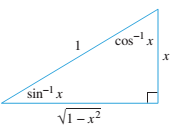 1
cos⁻¹ x
x
sin⁻¹ x
√(1 − x²)